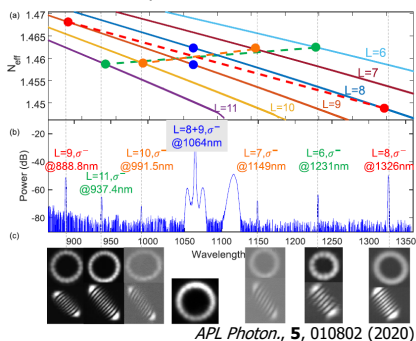 (a)
1.47
1.465
1.46
1.455
1.45
N_eff
L=6
L=7
L=8
L=9
L=10
L=11
(b)
-20
-40
-60
-80
Power (dB)
L=8+9,σ⁻
@1064nm
L=9,σ⁻
@888.8nm
L=11,σ⁻
@937.4nm
L=10,σ⁻
@991.5nm
L=7,σ⁻
@1149nm
L=6,σ⁻
@1231nm
L=8,σ⁻
@1326nm
900 950 1000 1050 1100 1150 1200 1250 1300 1350
Wavelength
(c)
APL Photon., 5, 010802 (2020)